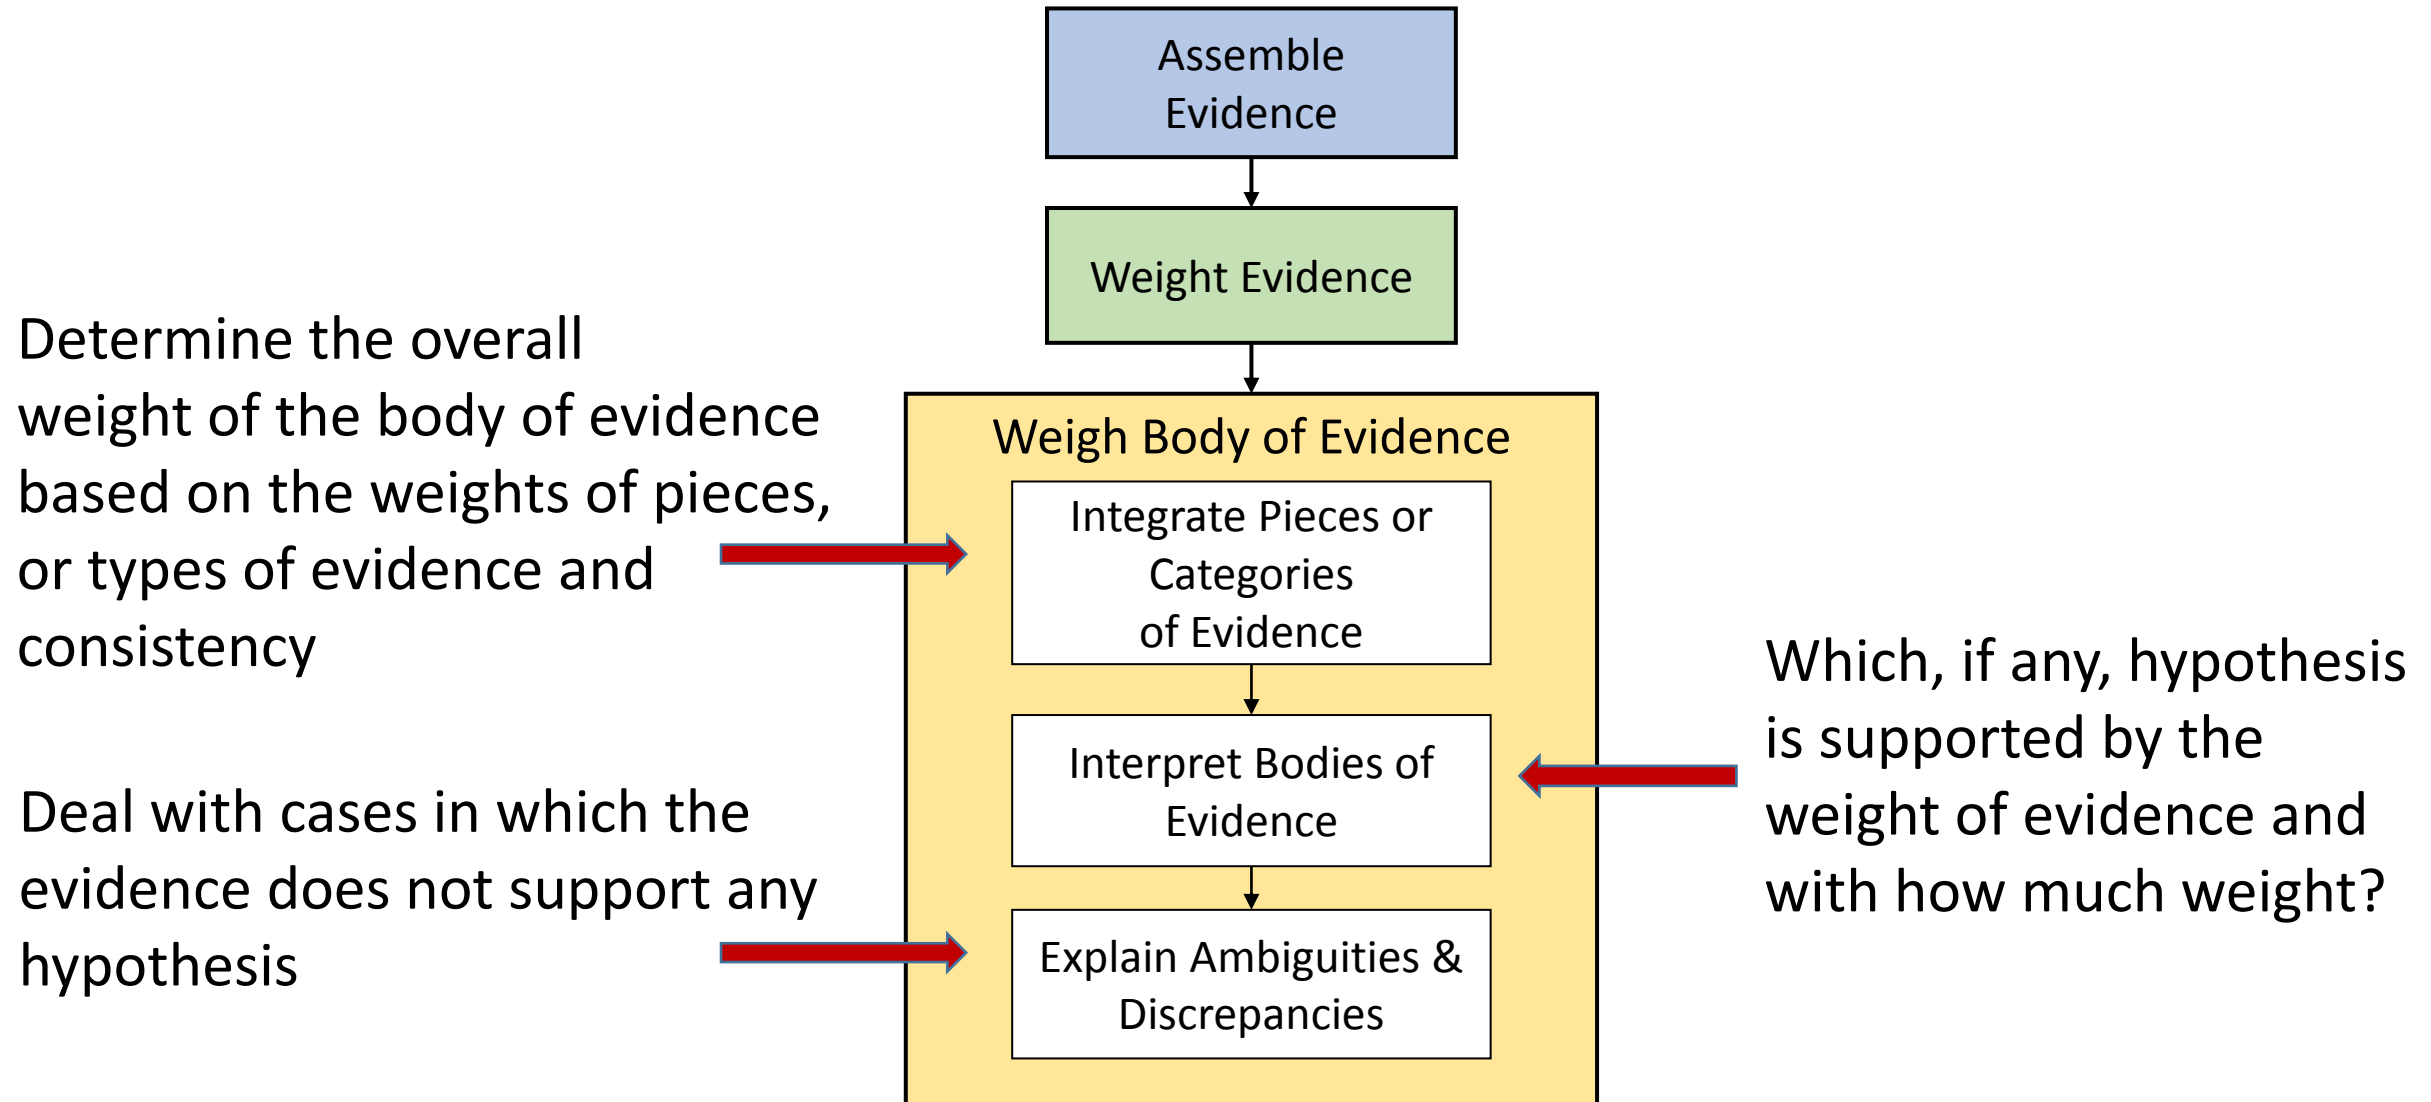 Assemble
Evidence
Weight Evidence
Determine the overall
weight of the body of evidence
based on the weights of pieces,
or types of evidence and
consistency
Weigh Body of Evidence
Integrate Pieces or
Categories
of Evidence
Which, if any, hypothesis
is supported by the
weight of evidence and
with how much weight?
Interpret Bodies of
Evidence
Deal with cases in which the
evidence does not support any
hypothesis
Explain Ambiguities &
Discrepancies